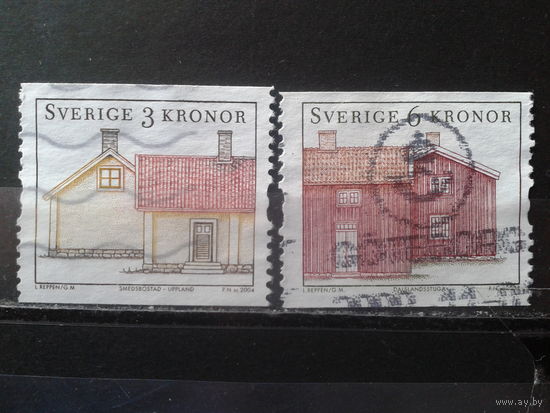 SVERIGE 3 KRONOR
I. REPPEN/G.M. SMEDSBOSTAD - UPPLAND P.N sc 2004
SVERIGE 6 KRONOR
I. REPPEN/G.M. DALSLANDSSTUGA
www.ay.by